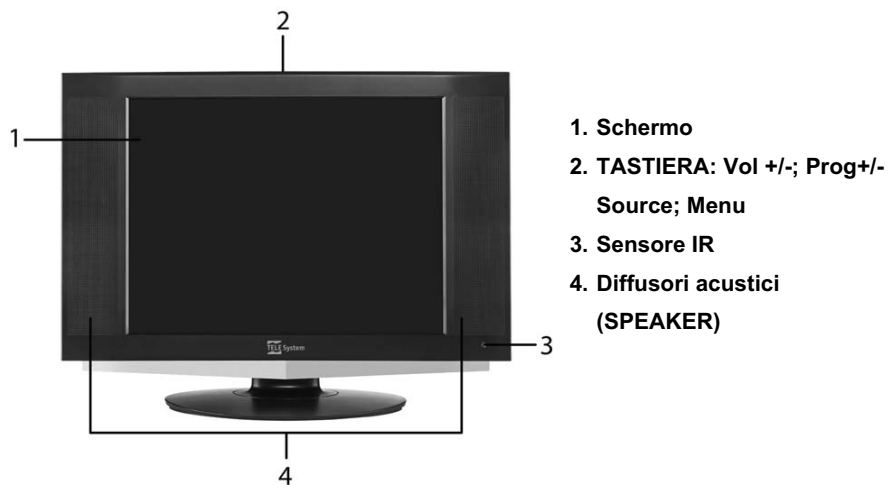 2
1
1. Schermo
2. TASTIERA: Vol +/-; Prog+/-
Source; Menu
3. Sensore IR
4. Diffusori acustici
(SPEAKER)
TELE System
3
4